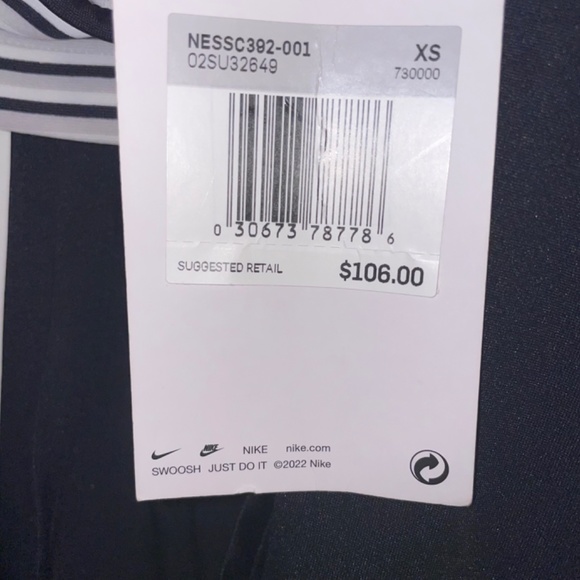 NESSC392-001 XS
02SU32649 730000
0 30673 78778 6
SUGGESTED RETAIL $106.00
NIKE NIKE nike.com
SWOOSH JUST DO IT ©2022 Nike